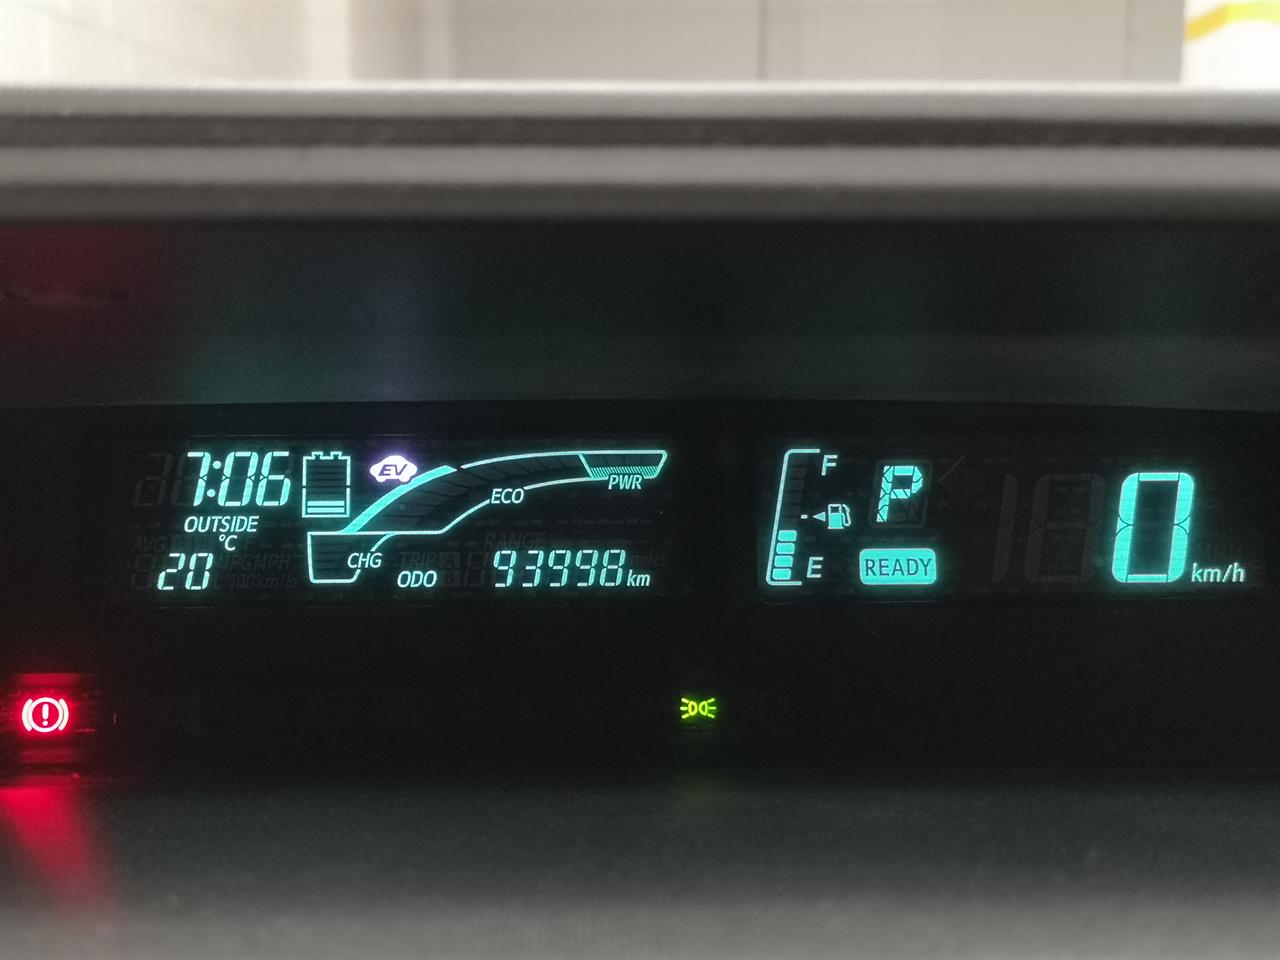 7:06
EV
OUTSIDE
°C
20
CHG
ECO
PWR
ODO
93998 km
F
E
P
READY
0 km/h